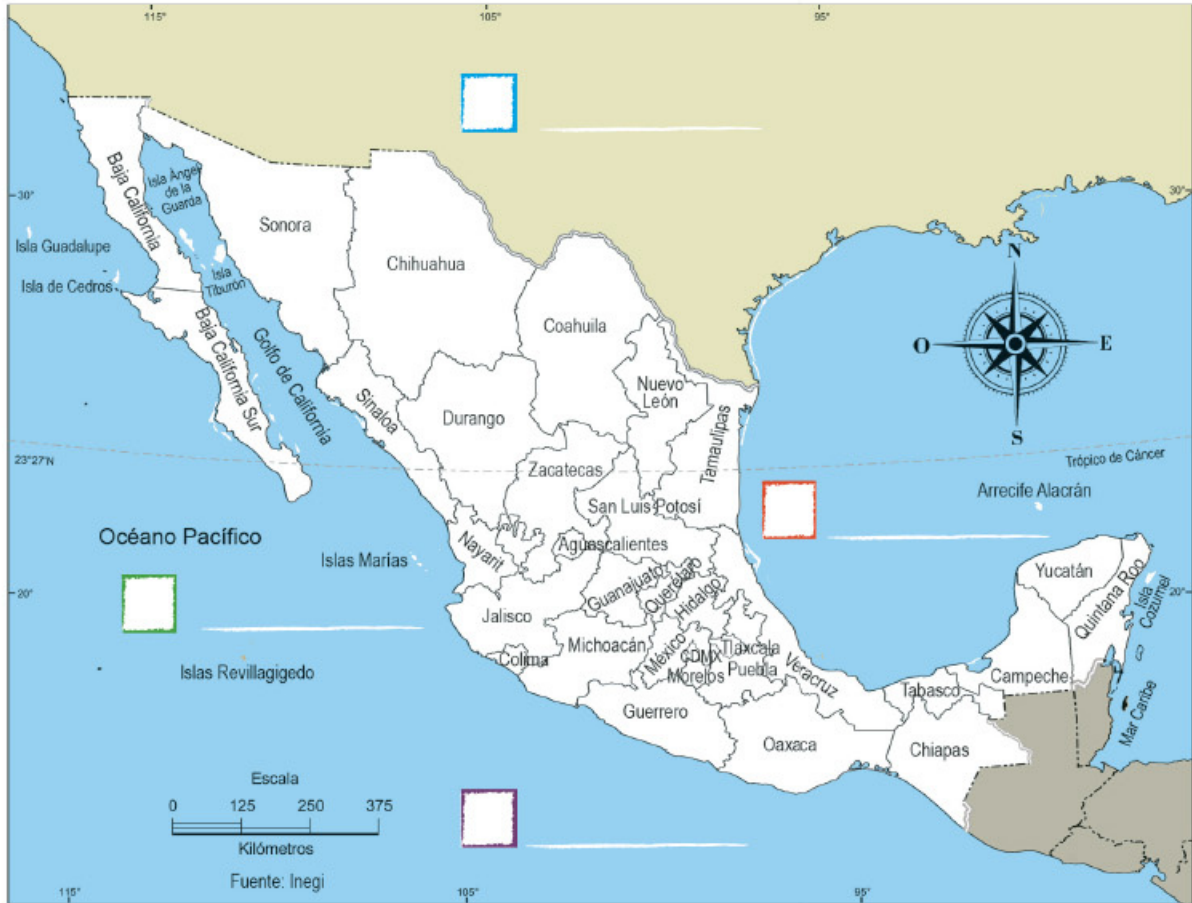 115°
105°
95°
30°
30°
Baja California
Isla Ángel
de la
Guarda
Sonora
Isla Guadalupe
Chihuahua
Isla de Cedros
Isla
Tiburón
N
O
E
S
Coahuila
Baja California Sur
Golfo de California
Sinaloa
Durango
Nuevo
León
Tamaulipas
23°27'N
Zacatecas
Trópico de Cáncer
San Luis Potosí
Arrecife Alacrán
Océano Pacífico
Islas Marías
Nayarit
Aguascalientes
Yucatán
Quintana Roo
Isla
Cozumel
20°
20°
Guanajuato
Querétaro
Hidalgo
Jalisco
Michoacán
México
CDMX
Tlaxcala
Colima
Morelos
Puebla
Veracruz
Islas Revillagigedo
Campeche
Tabasco
Mar Caribe
Guerrero
Oaxaca
Chiapas
Escala
0 125 250 375
Kilómetros
Fuente: Inegi
115°
105°
95°